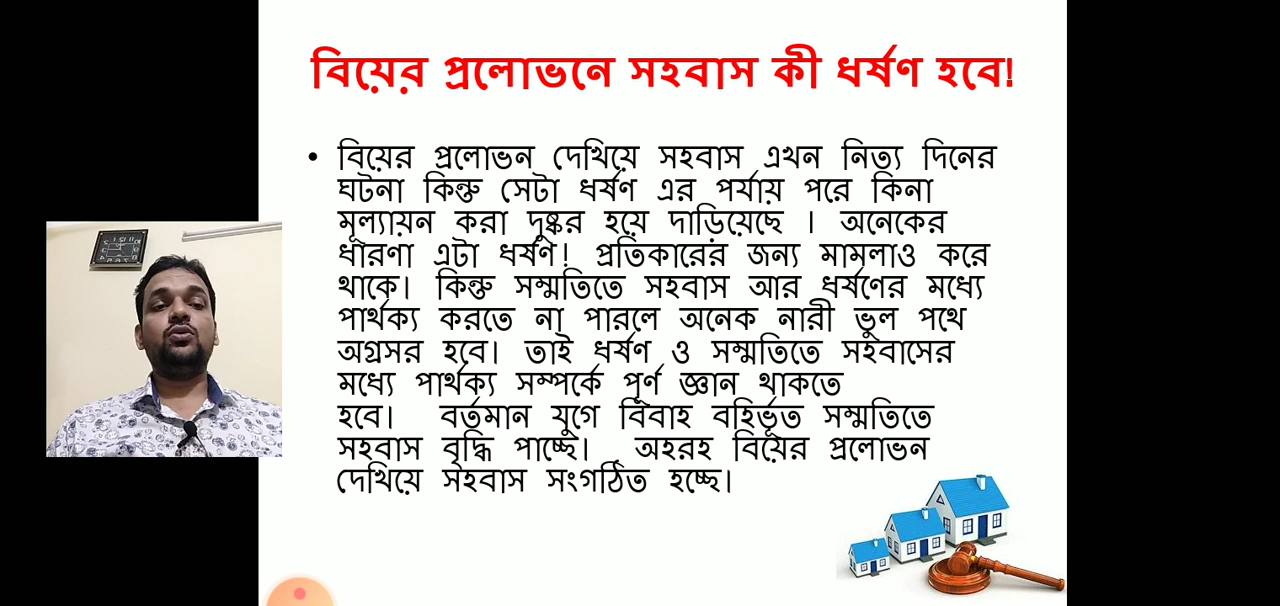 বিয়ের প্রলোভনে সহবাস কী ধর্ষণ হবে!
• বিয়ের প্রলোভন দেখিয়ে সহবাস এখন নিত্য দিনের
ঘটনা কিন্তু সেটা ধর্ষণ এর পর্যায় পরে কিনা
মূল্যায়ন করা দুষ্কর হয়ে দাড়িয়েছে । অনেকের
ধারণা এটা ধর্ষণ! প্রতিকারের জন্য মামলাও করে
থাকে। কিন্তু সম্মতিতে সহবাস আর ধর্ষণের মধ্যে
পার্থক্য করতে না পারলে অনেক নারী ভুল পথে
অগ্রসর হবে। তাই ধর্ষণ ও সম্মতিতে সহবাসের
মধ্যে পার্থক্য সম্পর্কে পূর্ণ জ্ঞান থাকতে
হবে। বর্তমান যুগে বিবাহ বহির্ভূত সম্মতিতে
সহবাস বৃদ্ধি পাচ্ছে। অহরহ বিয়ের প্রলোভন
দেখিয়ে সহবাস সংগঠিত হচ্ছে।